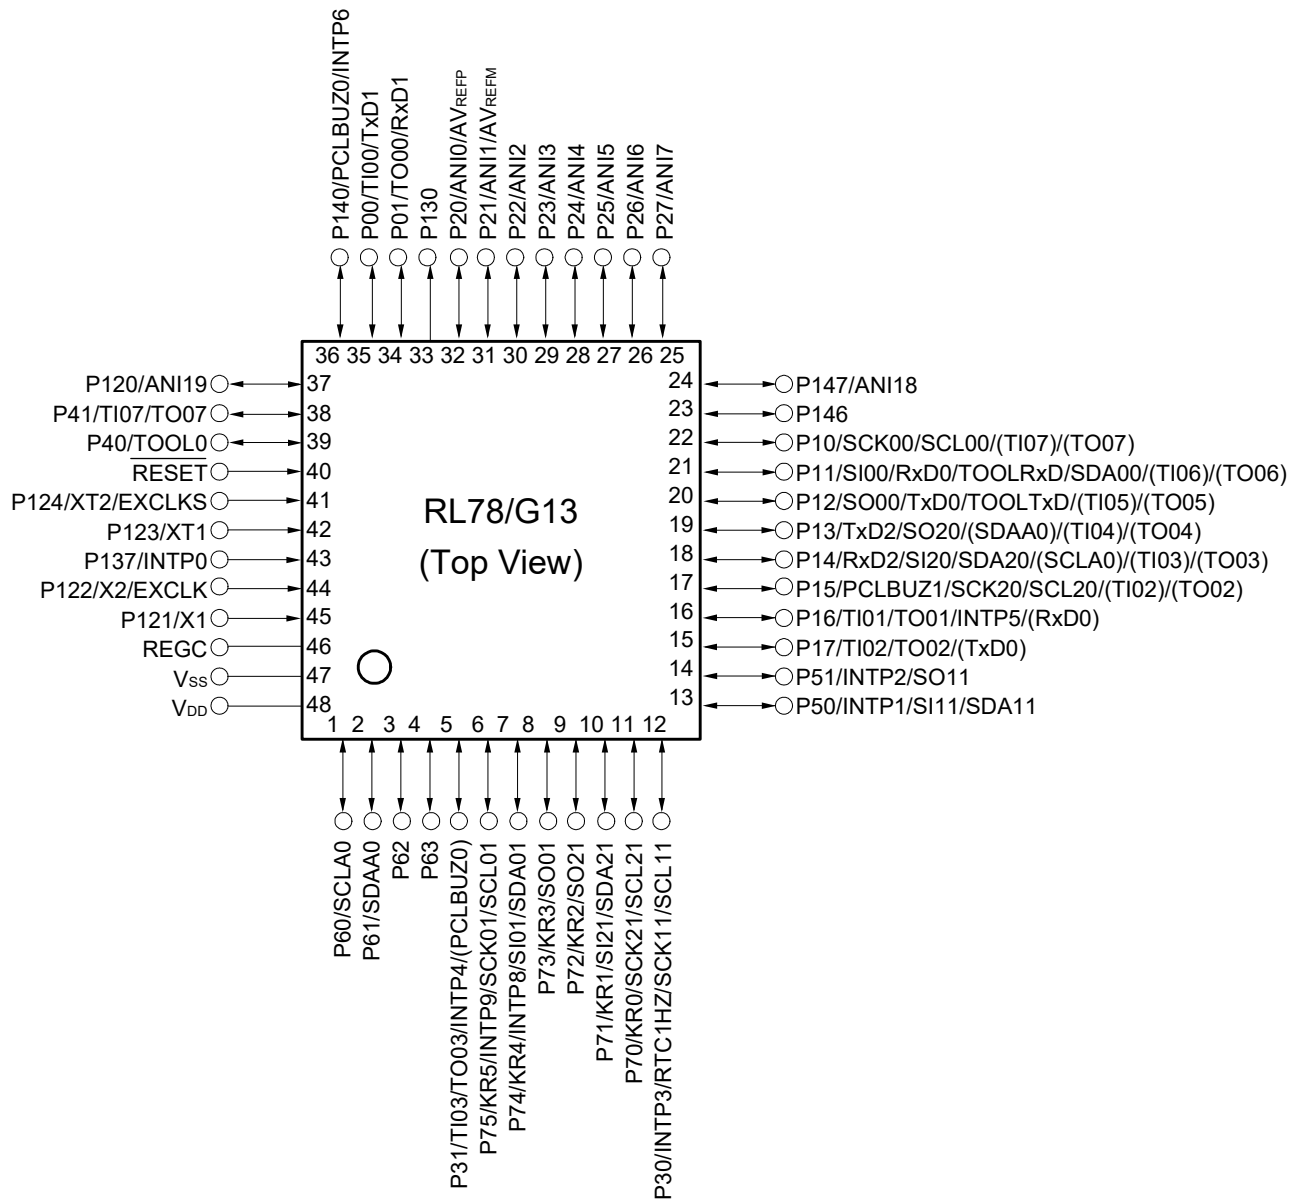 P140/PCLBUZ0/INTP6
P00/TI00/TxD1
P01/TO00/RxD1
P130
P20/ANI0/AVREFP
P21/ANI1/AVREFM
P22/ANI2
P23/ANI3
P24/ANI4
P25/ANI5
P26/ANI6
P27/ANI7
36 35 34 33 32 31 30 29 28 27 26 25
P120/ANI19 37
P41/TI07/TO07 38
P40/TOOL0 39
RESET 40
P124/XT2/EXCLKS 41
P123/XT1 42
P137/INTP0 43
P122/X2/EXCLK 44
P121/X1 45
REGC 46
VSS 47
VDD 48
RL78/G13
(Top View)
24 P147/ANI18
23 P146
22 P10/SCK00/SCL00/(TI07)/(TO07)
21 P11/SI00/RxD0/TOOLRxD/SDA00/(TI06)/(TO06)
20 P12/SO00/TxD0/TOOLTxD/(TI05)/(TO05)
19 P13/TxD2/SO20/(SDAA0)/(TI04)/(TO04)
18 P14/RxD2/SI20/SDA20/(SCLA0)/(TI03)/(TO03)
17 P15/PCLBUZ1/SCK20/SCL20/(TI02)/(TO02)
16 P16/TI01/TO01/INTP5/(RxD0)
15 P17/TI02/TO02/(TxD0)
14 P51/INTP2/SO11
13 P50/INTP1/SI11/SDA11
1 2 3 4 5 6 7 8 9 10 11 12
P60/SCLA0
P61/SDAA0
P62
P63
P31/TI03/TO03/INTP4/(PCLBUZ0)
P75/KR5/INTP9/SCK01/SCL01
P74/KR4/INTP8/SI01/SDA01
P73/KR3/SO01
P72/KR2/SO21
P71/KR1/SI21/SDA21
P70/KR0/SCK21/SCL21
P30/INTP3/RTC1HZ/SCK11/SCL11